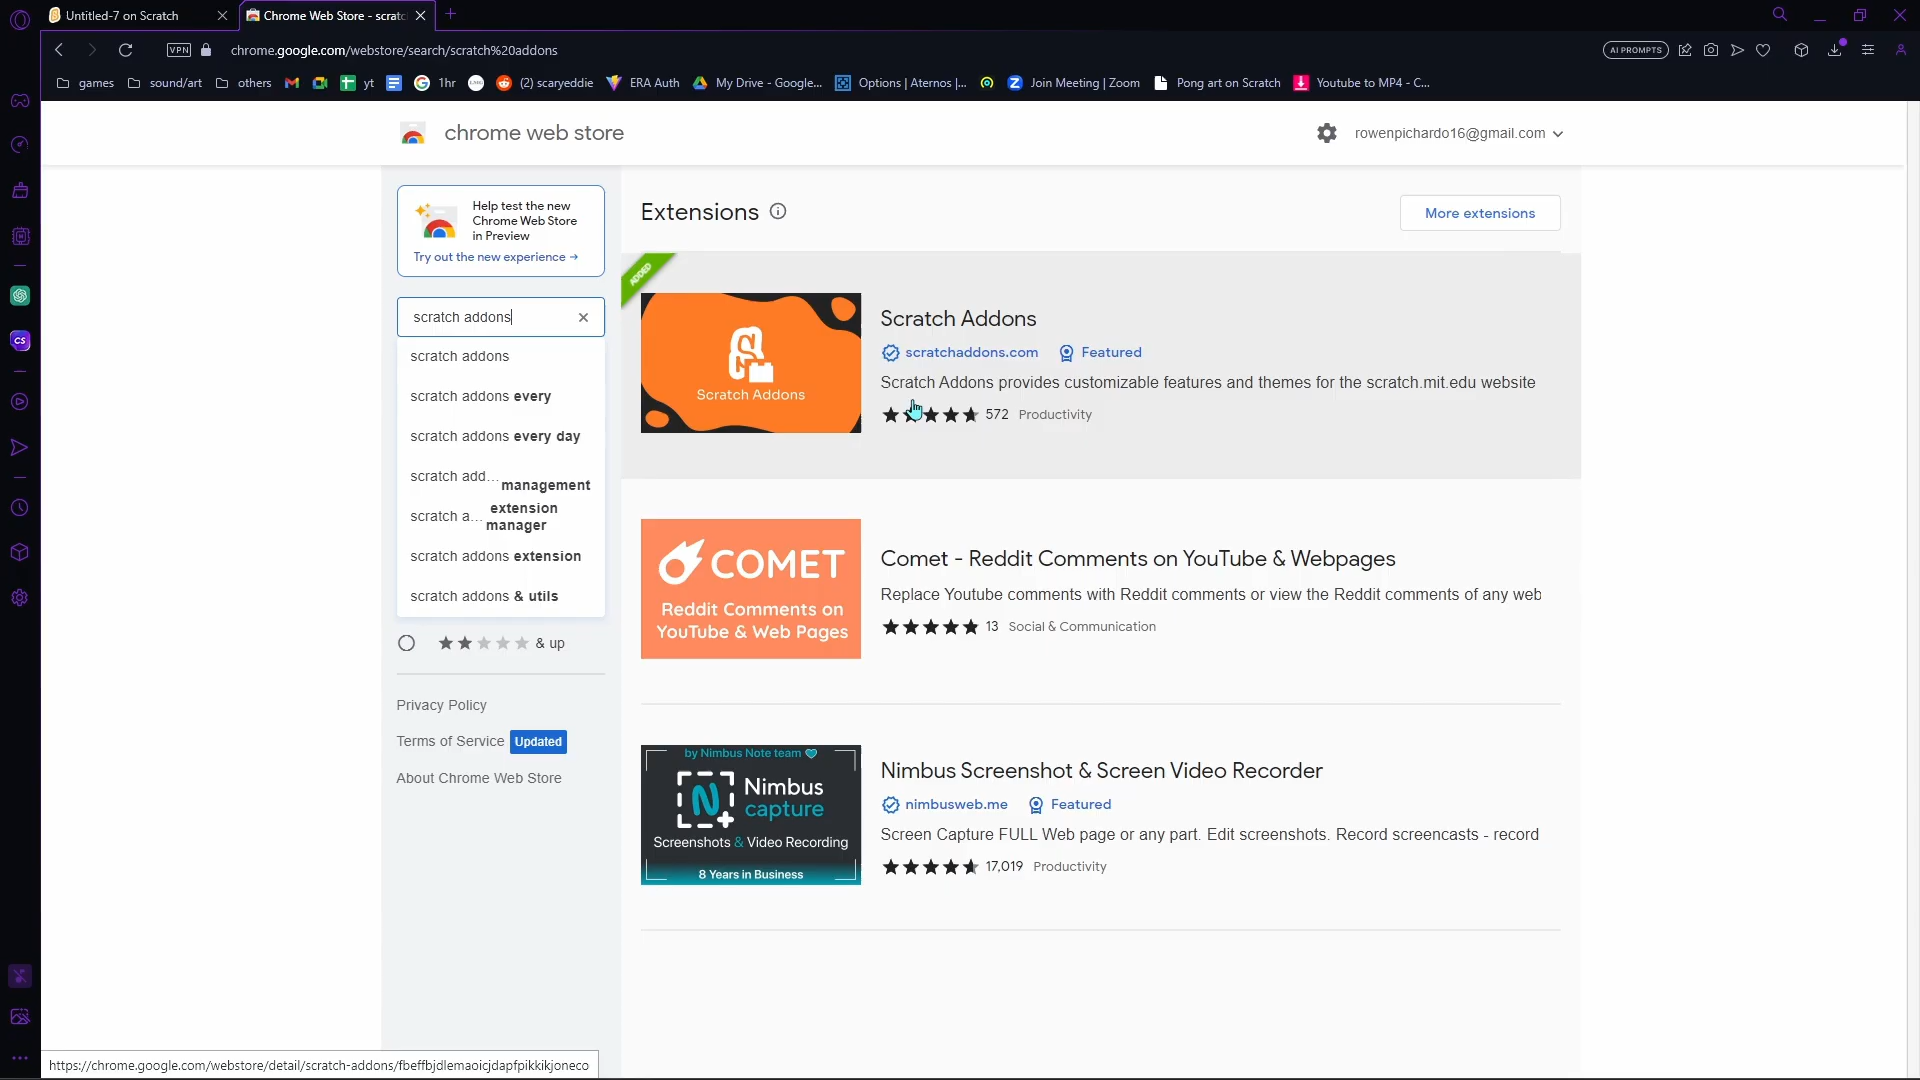 Untitled-7 on Scratch
Chrome Web Store - scratc
VPN
chrome.google.com/webstore/search/scratch%20addons
AI PROMPTS
games
sound/art
others
yt
1hr
(2) scaryeddie
ERA Auth
My Drive - Google...
Options | Aternos |...
Join Meeting | Zoom
Pong art on Scratch
Youtube to MP4 - C...
chrome web store
rowenpichardo16@gmail.com
Help test the new
Chrome Web Store
in Preview
Try out the new experience →
Extensions
More extensions
scratch addons
scratch addons
scratch addons every
scratch addons every day
scratch add... management
scratch a... extension
manager
scratch addons extension
scratch addons & utils
& up
Privacy Policy
Terms of Service Updated
About Chrome Web Store
ADDED
Scratch Addons
Scratch Addons
scratchaddons.com
Featured
Scratch Addons provides customizable features and themes for the scratch.mit.edu website
572 Productivity
COMET
Reddit Comments on
YouTube & Web Pages
Comet - Reddit Comments on YouTube & Webpages
Replace Youtube comments with Reddit comments or view the Reddit comments of any web
13 Social & Communication
by Nimbus Note team
Nimbus
capture
Screenshots & Video Recording
8 Years in Business
Nimbus Screenshot & Screen Video Recorder
nimbusweb.me
Featured
Screen Capture FULL Web page or any part. Edit screenshots. Record screencasts - record
17,019 Productivity
CS
https://chrome.google.com/webstore/detail/scratch-addons/fbeffbjdlemaoicjdapfpikkikjoneco